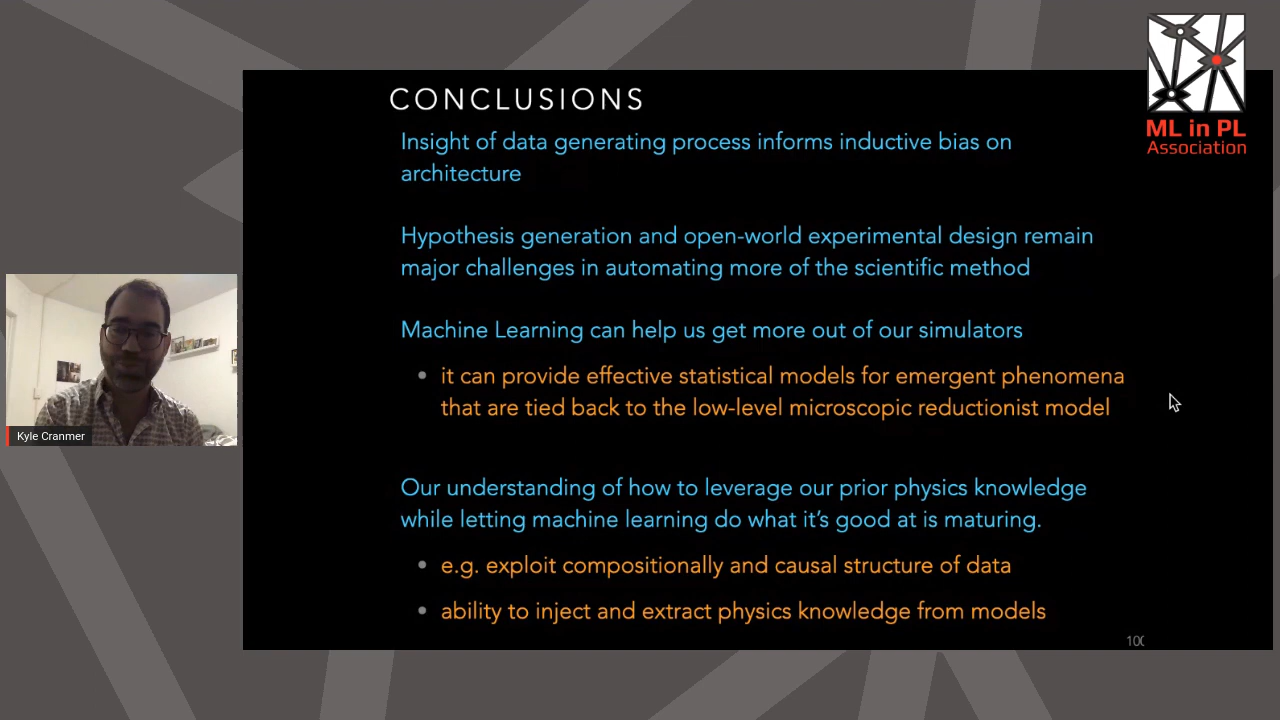 CONCLUSIONS
Insight of data generating process informs inductive bias on
architecture
Hypothesis generation and open-world experimental design remain
major challenges in automating more of the scientific method
Machine Learning can help us get more out of our simulators
• it can provide effective statistical models for emergent phenomena
that are tied back to the low-level microscopic reductionist model
Our understanding of how to leverage our prior physics knowledge
while letting machine learning do what it's good at is maturing.
• e.g. exploit compositionally and causal structure of data
• ability to inject and extract physics knowledge from models
ML in PL
Association
Kyle Cranmer